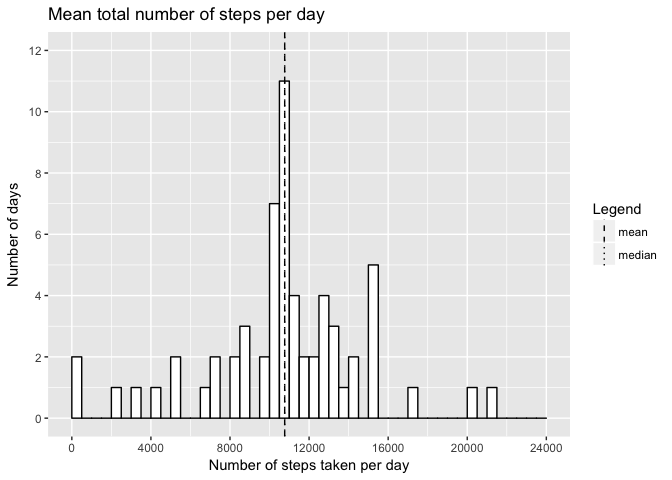 Mean total number of steps per day
12
10
8
6
4
2
0
Number of days
0 4000 8000 12000 16000 20000 24000
Number of steps taken per day
Legend
mean
median